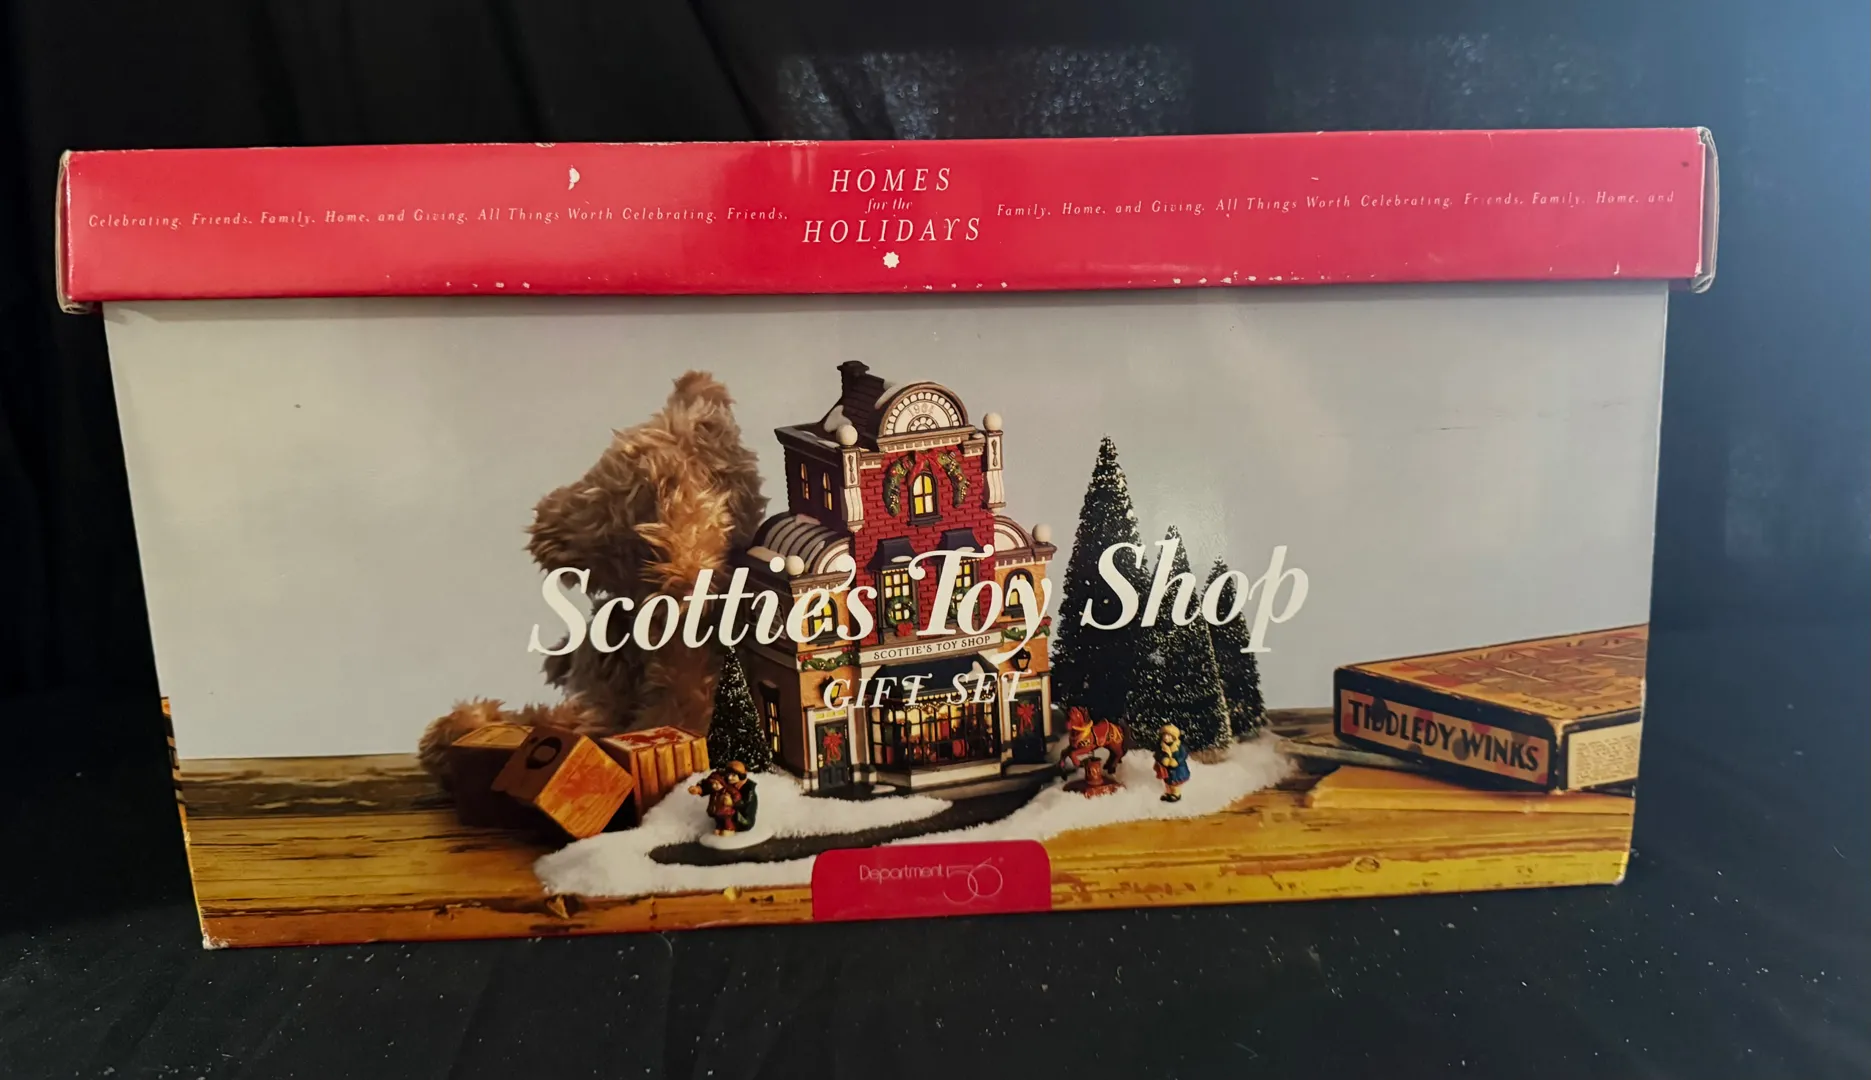 HOMES
for the
HOLIDAYS
Celebrating. Friends. Family. Home. and Giving. All Things Worth Celebrating. Friends.
Family. Home. and Giving. All Things Worth Celebrating. Friends. Family. Home. and
1904
Scottie's Toy Shop
SCOTTIE'S TOY SHOP
GIFT SET
TIDDLEDY WINKS
Department 56